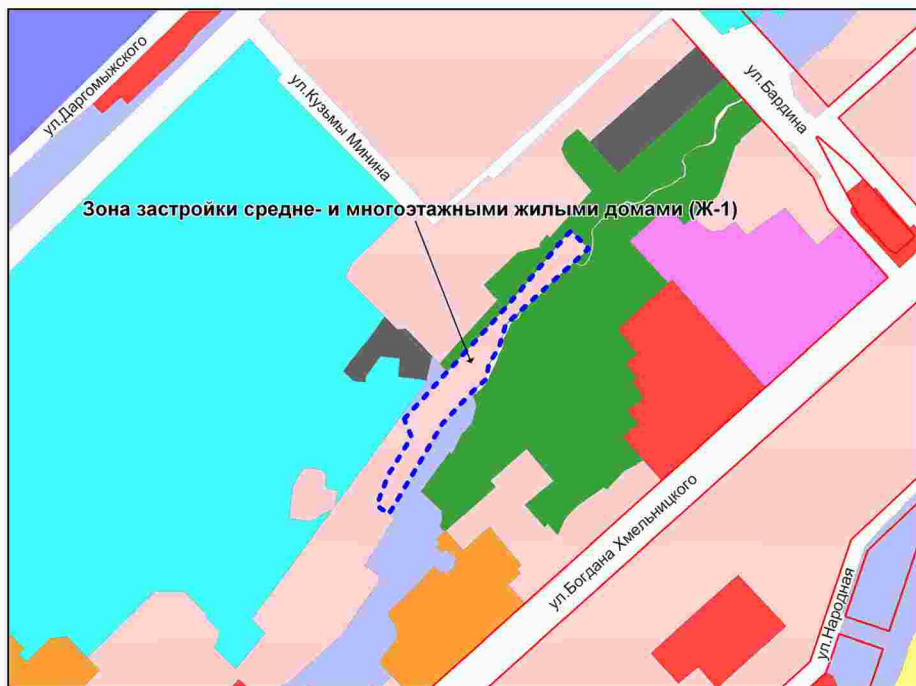 ул.Даргомыжского
ул.Кузьмы Минина
ул.Бардина
Зона застройки средне- и многоэтажными жилыми домами (Ж-1)
ул.Богдана Хмельницкого
ул.Народная